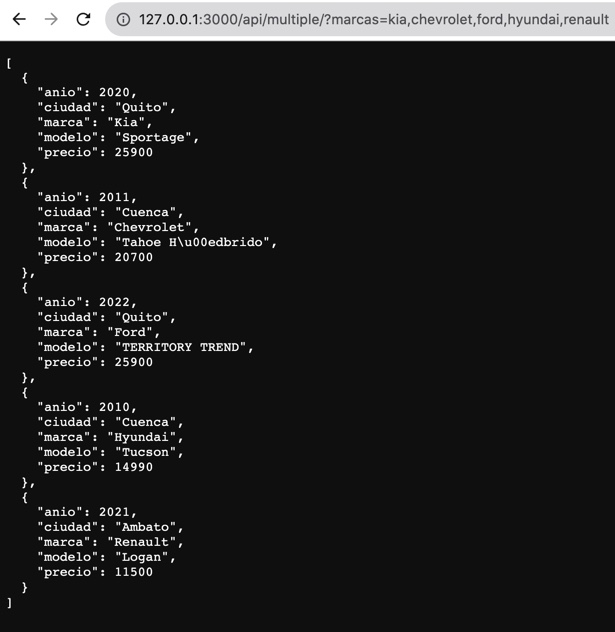 127.0.0.1:3000/api/multiple/?marcas=kia,chevrolet,ford,hyundai,renault
[
  {
    "anio": 2020,
    "ciudad": "Quito",
    "marca": "Kia",
    "modelo": "Sportage",
    "precio": 25900
  },
  {
    "anio": 2011,
    "ciudad": "Cuenca",
    "marca": "Chevrolet",
    "modelo": "Tahoe H\u00edbrido",
    "precio": 20700
  },
  {
    "anio": 2022,
    "ciudad": "Quito",
    "marca": "Ford",
    "modelo": "TERRITORY TREND",
    "precio": 25900
  },
  {
    "anio": 2010,
    "ciudad": "Cuenca",
    "marca": "Hyundai",
    "modelo": "Tucson",
    "precio": 14990
  },
  {
    "anio": 2021,
    "ciudad": "Ambato",
    "marca": "Renault",
    "modelo": "Logan",
    "precio": 11500
  }
]